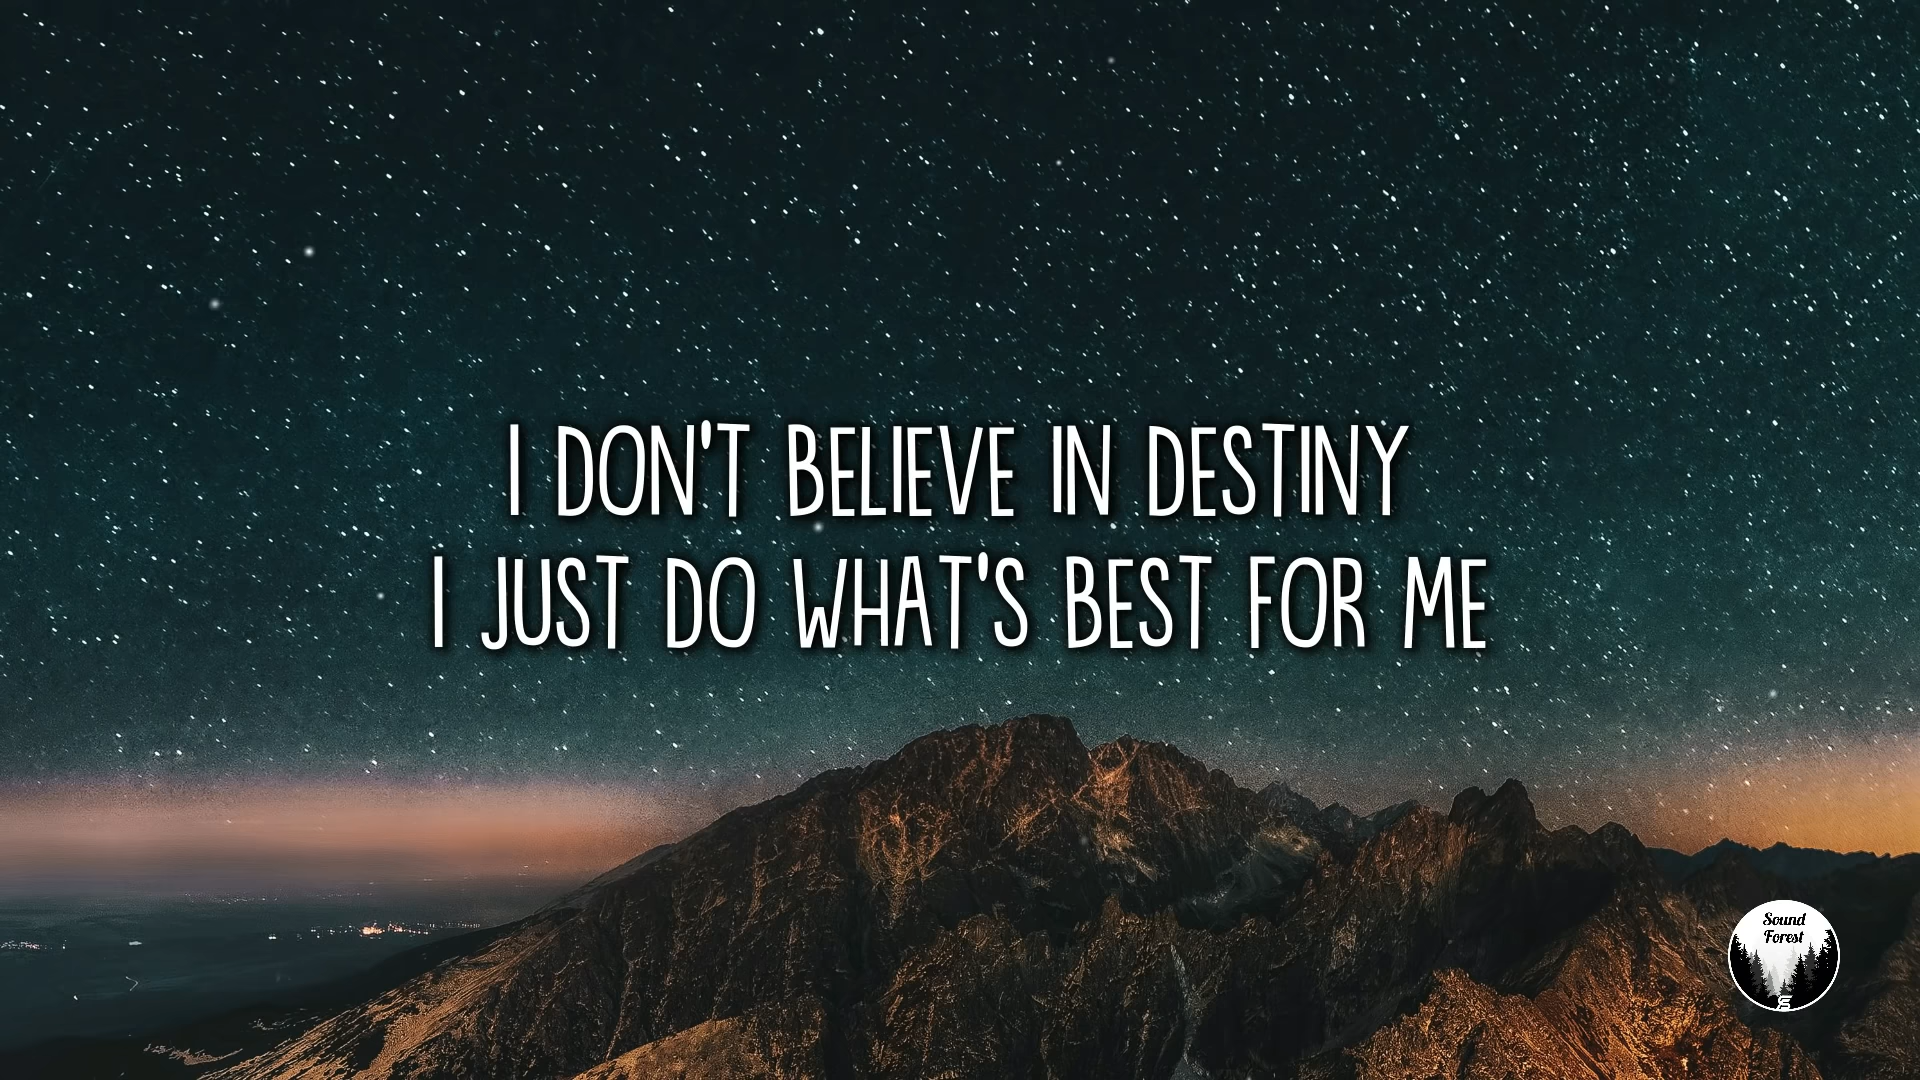 I DON'T BELIEVE IN DESTINY
I JUST DO WHAT'S BEST FOR ME
Sound
Forest